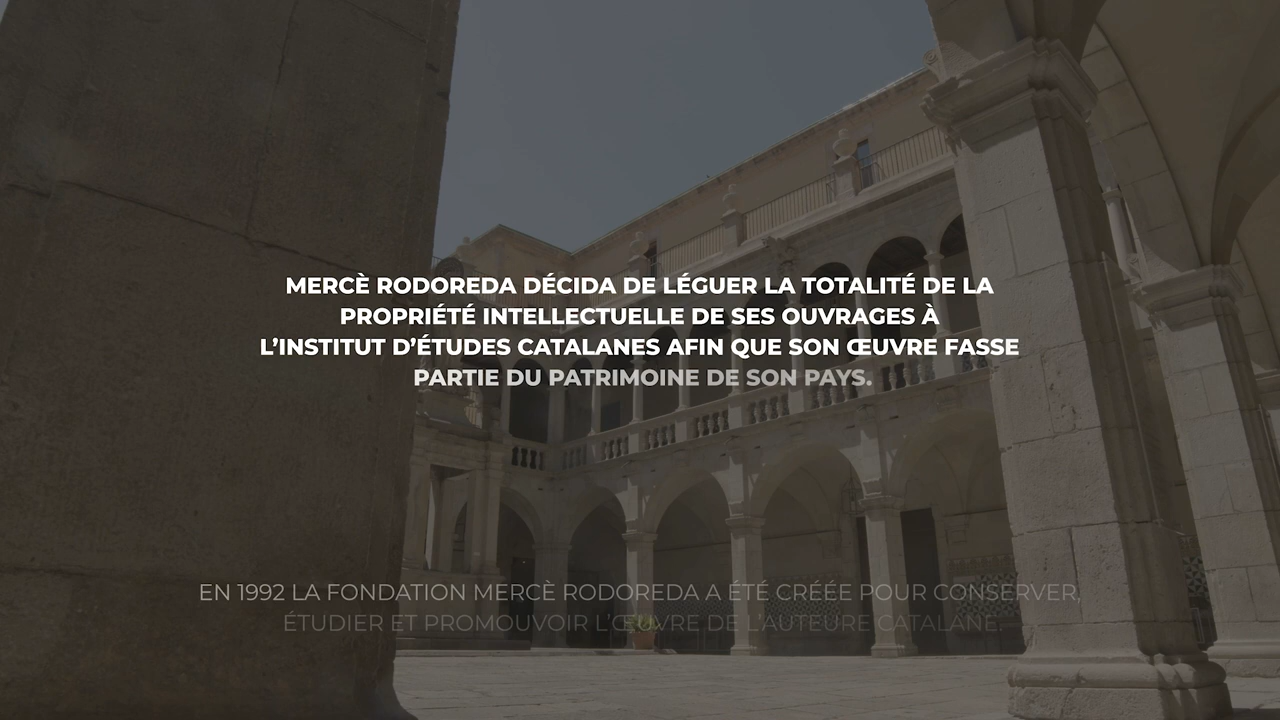 MERCÈ RODOREDA DÉCIDA DE LÉGUER LA TOTALITÉ DE LA
PROPRIÉTÉ INTELLECTUELLE DE SES OUVRAGES À
L’INSTITUT D’ÉTUDES CATALANES AFIN QUE SON ŒUVRE FASSE
PARTIE DU PATRIMOINE DE SON PAYS.
EN 1992 LA FONDATION MERCÈ RODOREDA A ÉTÉ CRÉÉE POUR CONSERVER,
ÉTUDIER ET PROMOUVOIR L’ŒUVRE DE L’AUTEURE CATALANE.